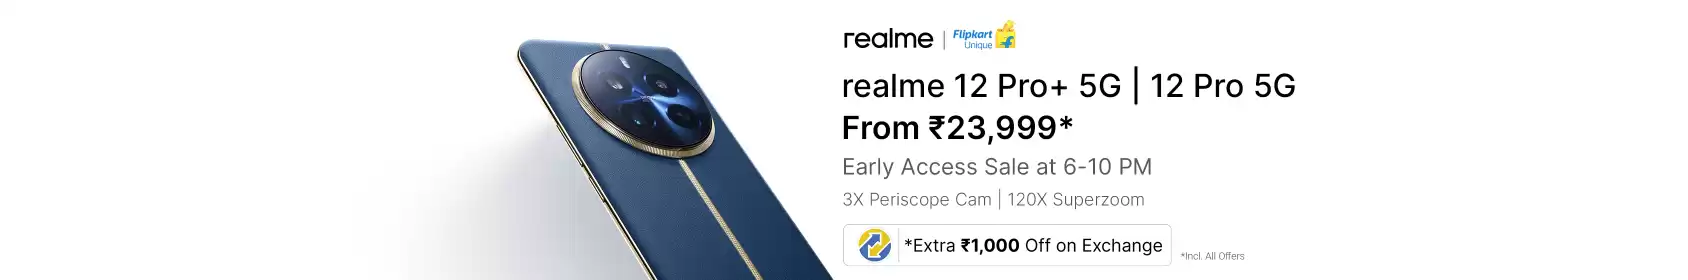 realme | Flipkart Unique
realme 12 Pro+ 5G | 12 Pro 5G
From ₹23,999*
Early Access Sale at 6-10 PM
3X Periscope Cam | 120X Superzoom
*Extra ₹1,000 Off on Exchange
*Incl. All Offers